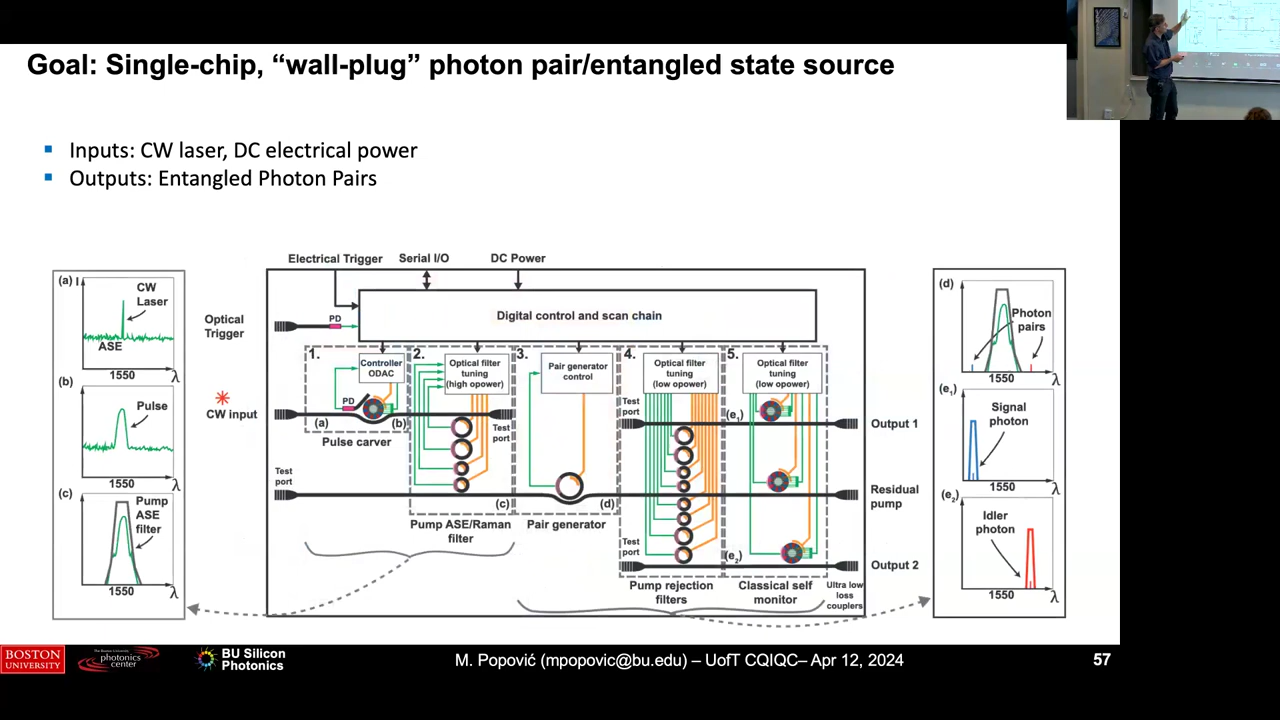 Goal: Single-chip, “wall-plug” photon pair/entangled state source
Inputs: CW laser, DC electrical power
Outputs: Entangled Photon Pairs
(a)
I
CW
Laser
ASE
1550
λ
(b)
Pulse
1550
λ
(c)
Pump
ASE
filter
1550
λ
Electrical Trigger
Serial I/O
DC Power
Optical
Trigger
PD
Digital control and scan chain
CW input
1.
Controller
ODAC
PD
(a)
(b)
Pulse carver
2.
Optical filter
tuning
(high opower)
Test
port
(c)
Pump ASE/Raman
filter
Test
port
3.
Pair generator
control
(d)
Pair generator
4.
Optical filter
tuning
(low opower)
Test
port
Test
port
Pump rejection
filters
5.
Optical filter
tuning
(low opower)
(e1)
(e2)
Classical self
monitor
Output 1
Residual
pump
Output 2
Ultra low
loss
couplers
(d)
Photon
pairs
1550
λ
(e1)
Signal
photon
1550
λ
(e2)
Idler
photon
1550
λ
BOSTON
UNIVERSITY
photonics
center
BU Silicon
Photonics
M. Popović (mpopovic@bu.edu) – UofT CQIQC– Apr 12, 2024
57